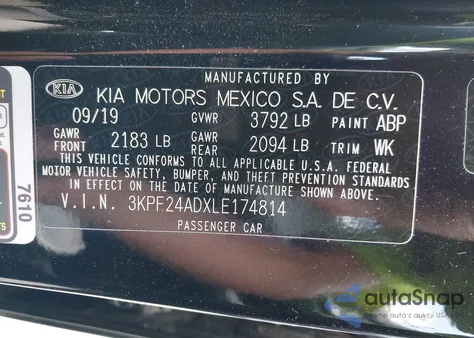 MANUFACTURED BY
KIA KIA MOTORS MEXICO S.A. DE C.V.
09/19 GVWR 3792 LB PAINT ABP
GAWR FRONT 2183 LB GAWR REAR 2094 LB TRIM WK
THIS VEHICLE CONFORMS TO ALL APPLICABLE U.S.A. FEDERAL
MOTOR VEHICLE SAFETY, BUMPER, AND THEFT PREVENTION STANDARDS
IN EFFECT ON THE DATE OF MANUFACTURE SHOWN ABOVE.
V.I.N. 3KPF24ADXLE174814
PASSENGER CAR
7610
autoSnap